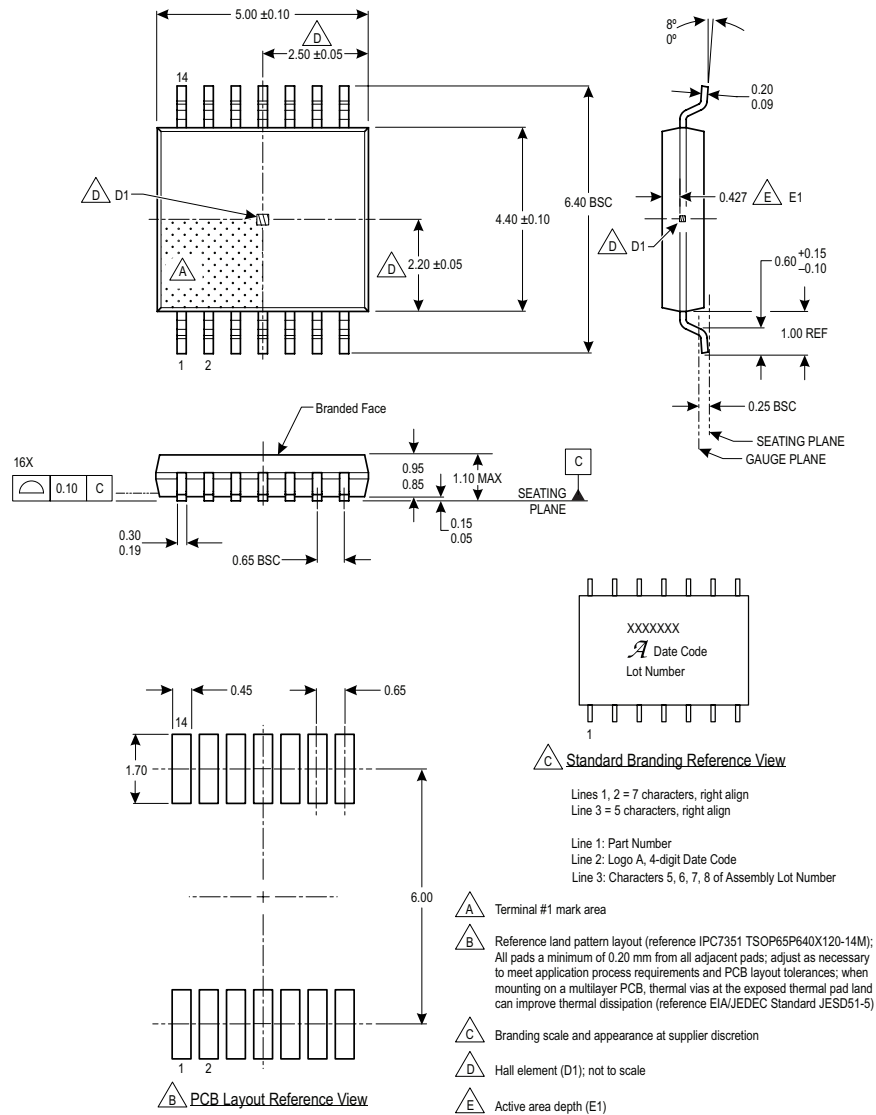 5.00 ±0.10
D
2.50 ±0.05
14
D D1
A
4.40 ±0.10
6.40 BSC
D 2.20 ±0.05
1 2
8º
0º
0.20
0.09
0.427 E E1
D D1
0.60 +0.15
–0.10
1.00 REF
0.25 BSC
SEATING PLANE
GAUGE PLANE
Branded Face
16X
0.10 C
0.95
0.85
1.10 MAX
C
SEATING
PLANE
0.15
0.05
0.30
0.19
0.65 BSC
XXXXXXX
A Date Code
Lot Number
1
C Standard Branding Reference View
Lines 1, 2 = 7 characters, right align
Line 3 = 5 characters, right align
Line 1: Part Number
Line 2: Logo A, 4-digit Date Code
Line 3: Characters 5, 6, 7, 8 of Assembly Lot Number
0.45
0.65
14
1.70
6.00
1 2
B PCB Layout Reference View
A Terminal #1 mark area
B Reference land pattern layout (reference IPC7351 TSOP65P640X120-14M);
All pads a minimum of 0.20 mm from all adjacent pads; adjust as necessary
to meet application process requirements and PCB layout tolerances; when
mounting on a multilayer PCB, thermal vias at the exposed thermal pad land
can improve thermal dissipation (reference EIA/JEDEC Standard JESD51-5)
C Branding scale and appearance at supplier discretion
D Hall element (D1); not to scale
E Active area depth (E1)